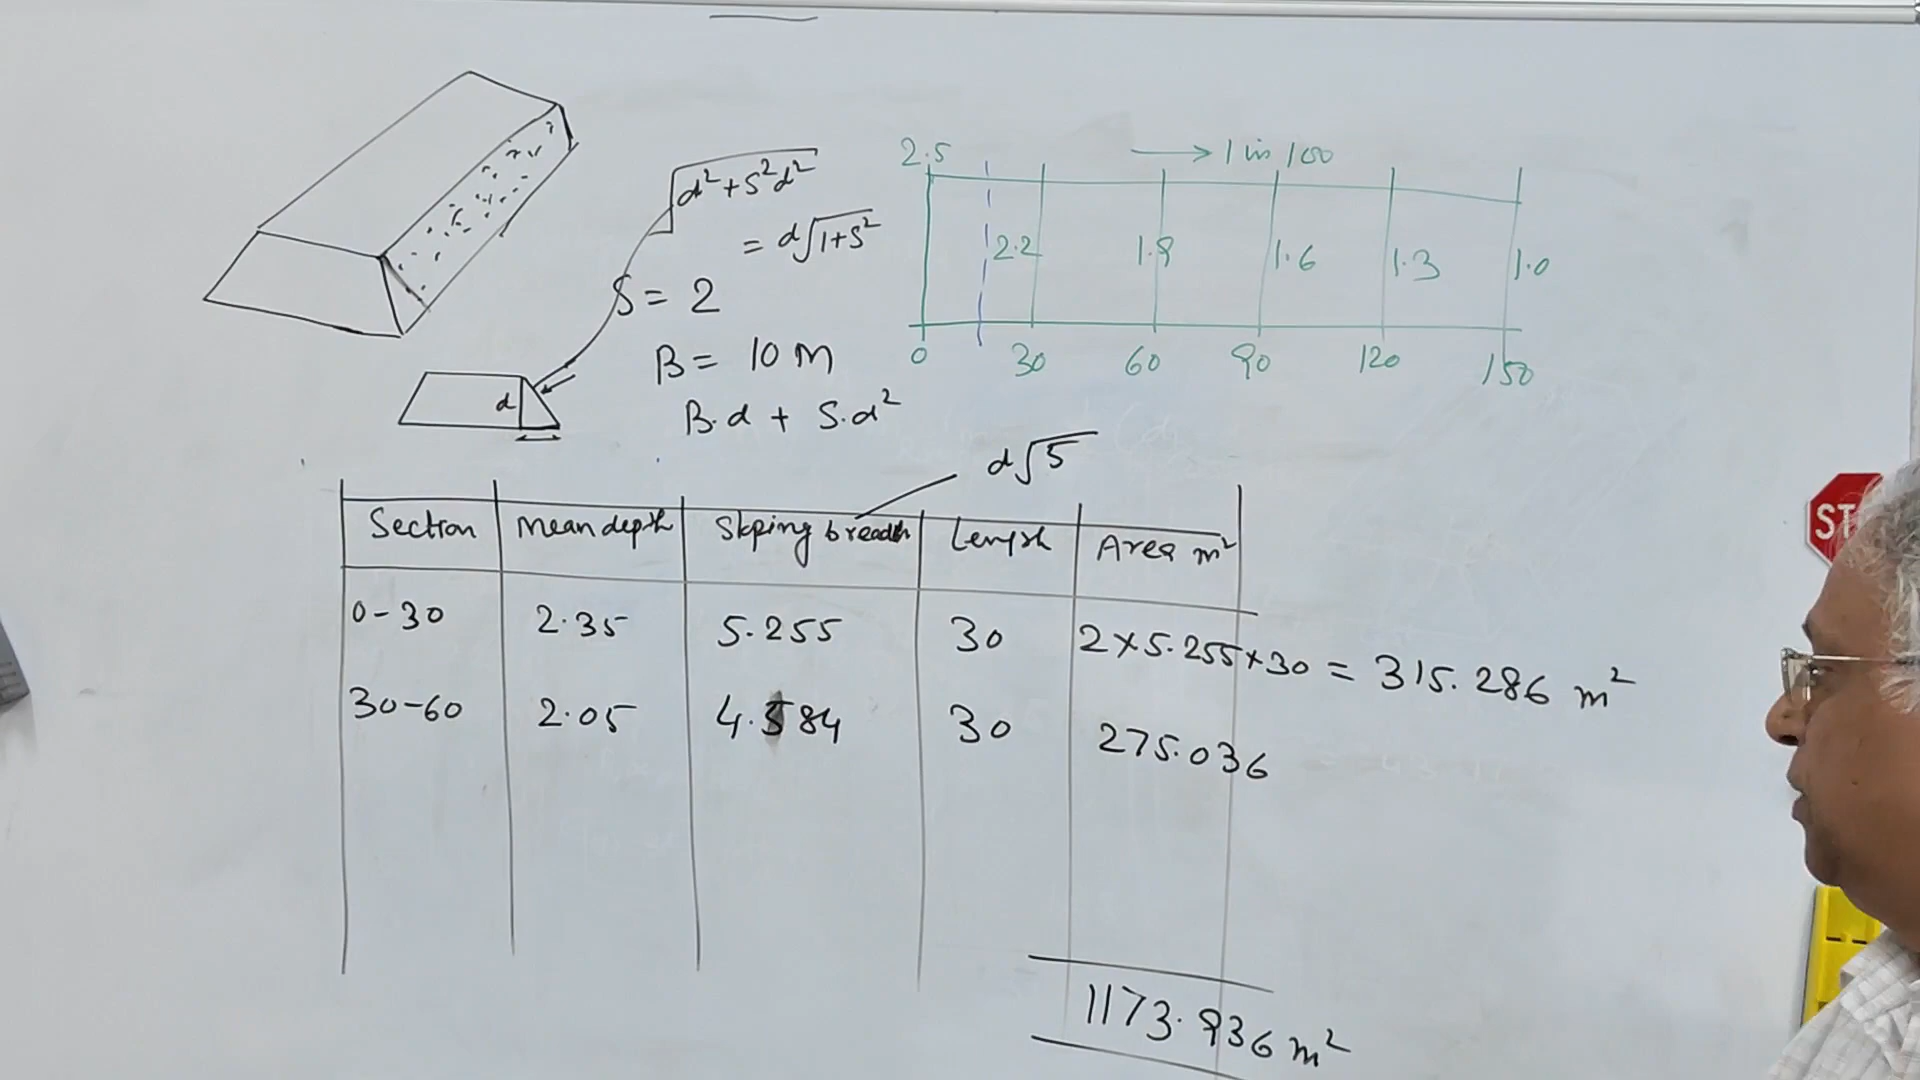 √d²+S²d²
= d√1+S²
S = 2
B = 10 m
B.d + S.d²
d
2.5 → 1 in 100
2.2 1.9 1.6 1.3 1.0
0 30 60 90 120 150
d√5
Section Mean depth Sloping breadth Length Area m²
0-30 2.35 5.255 30 2×5.255×30 = 315.286 m²
30-60 2.05 4.584 30 275.036
1173.936 m²
ST